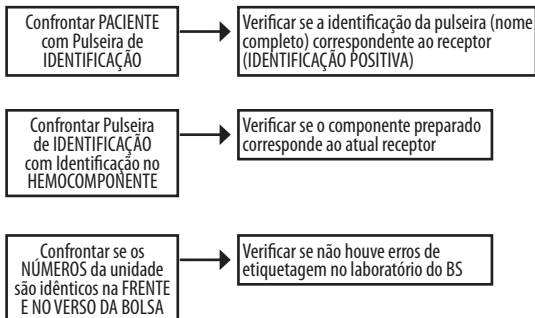 Confrontar PACIENTE
com Pulseira de
IDENTIFICAÇÃO
Verificar se a identificação da pulseira (nome
completo) correspondente ao receptor
(IDENTIFICAÇÃO POSITIVA)
Confrontar Pulseira
de IDENTIFICAÇÃO
com Identificação no
HEMOCOMPONENTE
Verificar se o componente preparado
corresponde ao atual receptor
Confrontar se os
NÚMEROS da unidade
são idênticos na FRENTE
E NO VERSO DA BOLSA
Verificar se não houve erros de
etiquetagem no laboratório do BS